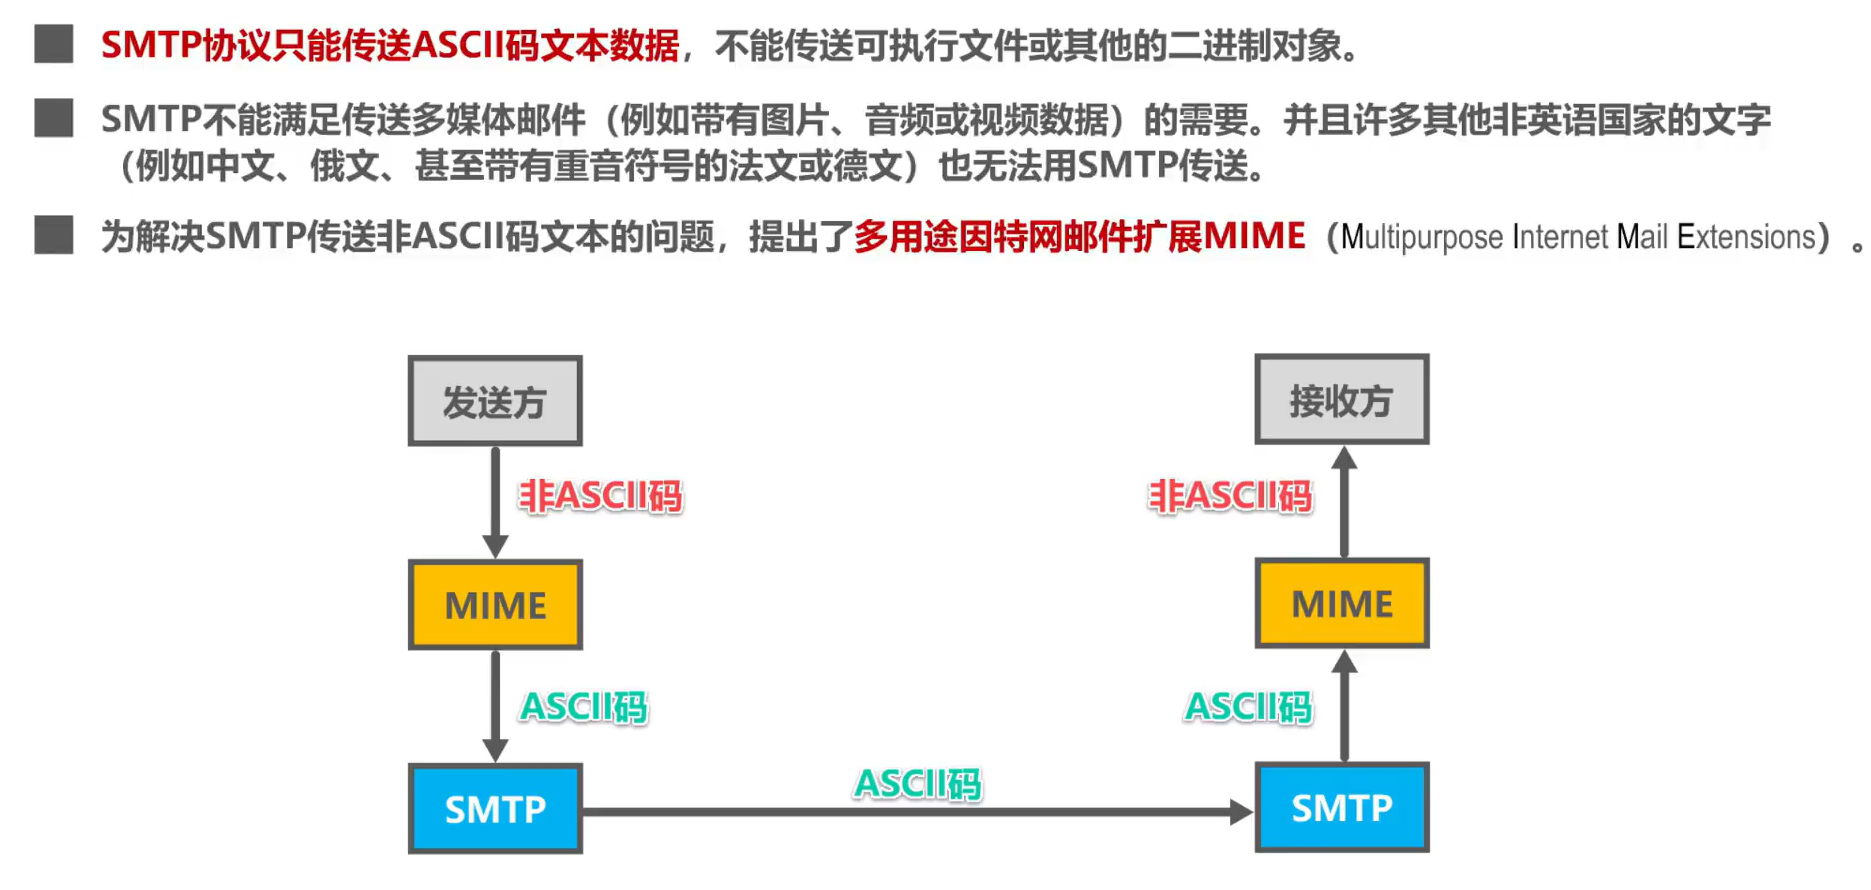 SMTP协议只能传送ASCII码文本数据，不能传送可执行文件或其他的二进制对象。
SMTP不能满足传送多媒体邮件（例如带有图片、音频或视频数据）的需要。并且许多其他非英语国家的文字
（例如中文、俄文、甚至带有重音符号的法文或德文）也无法用SMTP传送。
为解决SMTP传送非ASCII码文本的问题，提出了多用途因特网邮件扩展MIME（Multipurpose Internet Mail Extensions）。
发送方
接收方
非ASCII码
非ASCII码
MIME
MIME
ASCII码
ASCII码
ASCII码
SMTP
SMTP